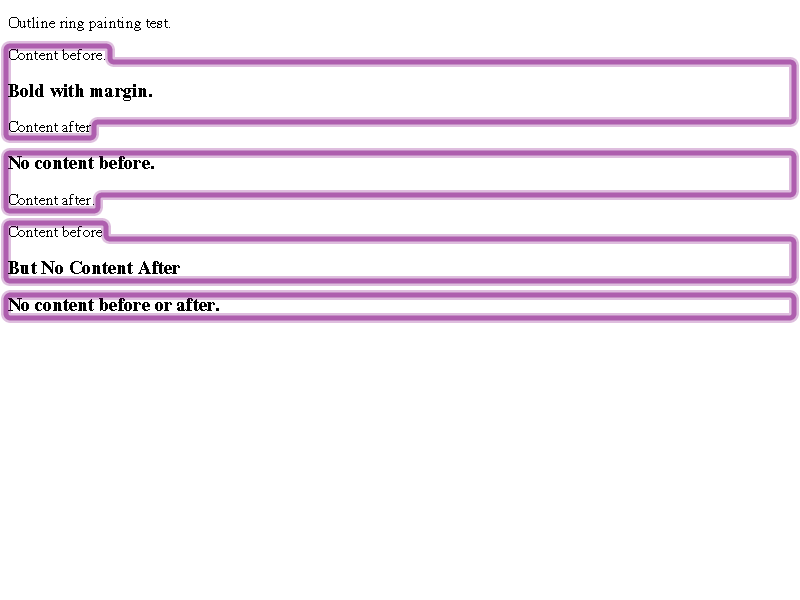 Outline ring painting test.
Content before.
Bold with margin.
Content after
No content before.
Content after.
Content before
But No Content After
No content before or after.